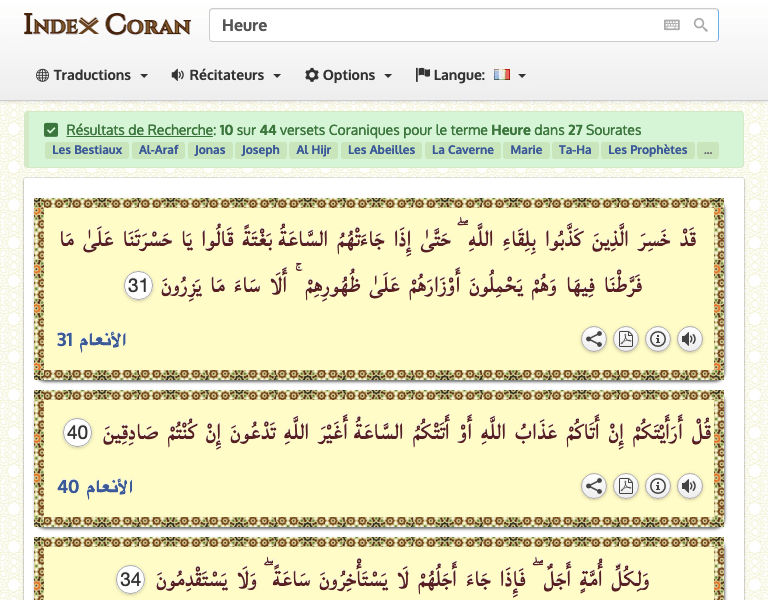 Index Coran
Heure
Traductions Récitateurs Options Langue:
Résultats de Recherche: 10 sur 44 versets Coraniques pour le terme Heure dans 27 Sourates
Les Bestiaux Al-Araf Jonas Joseph Al Hijr Les Abeilles La Caverne Marie Ta-Ha Les Prophètes ...
قَدْ خَسِرَ الَّذِينَ كَذَّبُوا بِلِقَاءِ اللَّهِ ۖ حَتَّىٰ إِذَا جَاءَتْهُمُ السَّاعَةُ بَغْتَةً قَالُوا يَا حَسْرَتَنَا عَلَىٰ مَا
فَرَّطْنَا فِيهَا وَهُمْ يَحْمِلُونَ أَوْزَارَهُمْ عَلَىٰ ظُهُورِهِمْ ۚ أَلَا سَاءَ مَا يَزِرُونَ 31
الأنعام 31
قُلْ أَرَأَيْتَكُمْ إِنْ أَتَاكُمْ عَذَابُ اللَّهِ أَوْ أَتَتْكُمُ السَّاعَةُ أَغَيْرَ اللَّهِ تَدْعُونَ إِنْ كُنْتُمْ صَادِقِينَ 40
الأنعام 40
وَلِكُلِّ أُمَّةٍ أَجَلٌ ۖ فَإِذَا جَاءَ أَجَلُهُمْ لَا يَسْتَأْخِرُونَ سَاعَةً ۖ وَلَا يَسْتَقْدِمُونَ 34